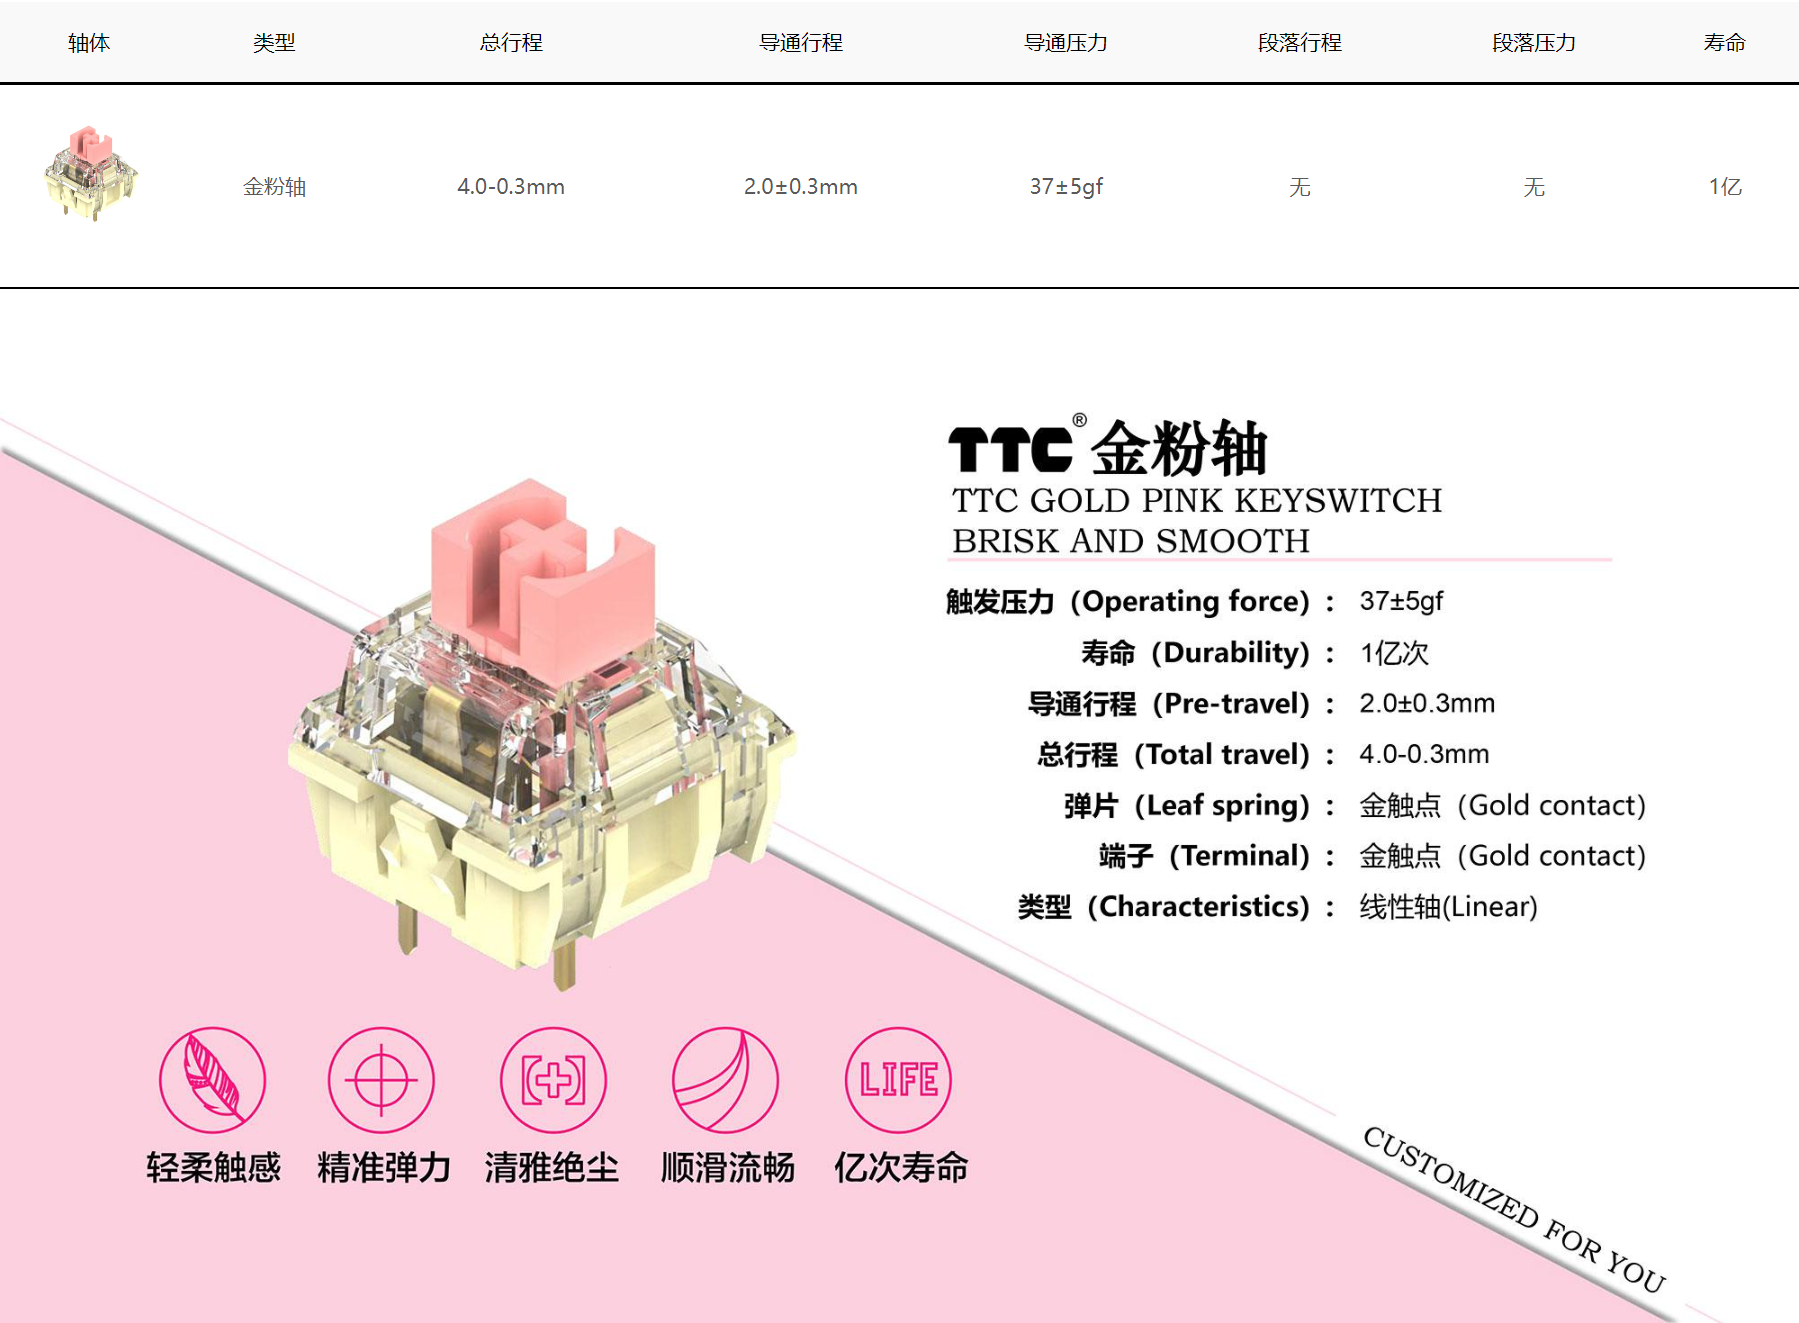 轴体 类型 总行程 导通行程 导通压力 段落行程 段落压力 寿命
金粉轴 4.0-0.3mm 2.0±0.3mm 37±5gf 无 无 1亿
TTC® 金粉轴
TTC GOLD PINK KEYSWITCH
BRISK AND SMOOTH
触发压力（Operating force）： 37±5gf
寿命（Durability）： 1亿次
导通行程（Pre-travel）： 2.0±0.3mm
总行程（Total travel）： 4.0-0.3mm
弹片（Leaf spring）： 金触点（Gold contact）
端子（Terminal）： 金触点（Gold contact）
类型（Characteristics）： 线性轴(Linear)
LIFE
轻柔触感 精准弹力 清雅绝尘 顺滑流畅 亿次寿命
CUSTOMIZED FOR YOU